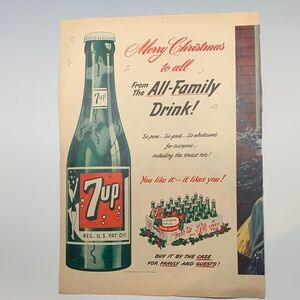 Merry Christmas
to all
From
The All-Family
Drink!
So pure... So good... So wholesome
for everyone...
including the tiniest tots!
You like it... it likes you!
7up
7up
REG. U.S. PAT. OFF.
BUY IT BY THE CASE
FOR FAMILY AND GUESTS!